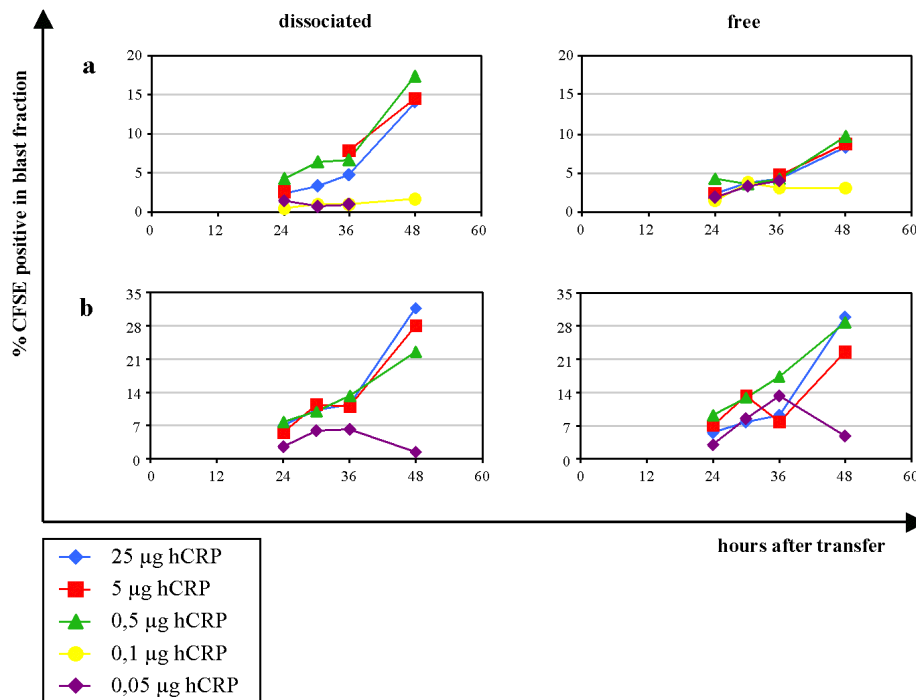 dissociated
free
% CFSE positive in blast fraction
a
20
15
10
5
0
0 12 24 36 48 60
20
15
10
5
0
0 12 24 36 48 60
b
35
28
21
14
7
0
0 12 24 36 48 60
35
28
21
14
7
0
0 12 24 36 48 60
hours after transfer
25 µg hCRP
5 µg hCRP
0,5 µg hCRP
0,1 µg hCRP
0,05 µg hCRP